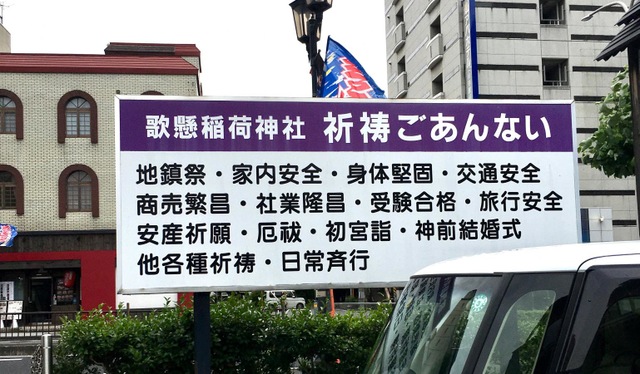 歌懸稲荷神社 祈祷ごあんない
地鎮祭・家内安全・身体堅固・交通安全
商売繁昌・社業隆昌・受験合格・旅行安全
安産祈願・厄祓・初宮詣・神前結婚式
他各種祈祷・日常斉行